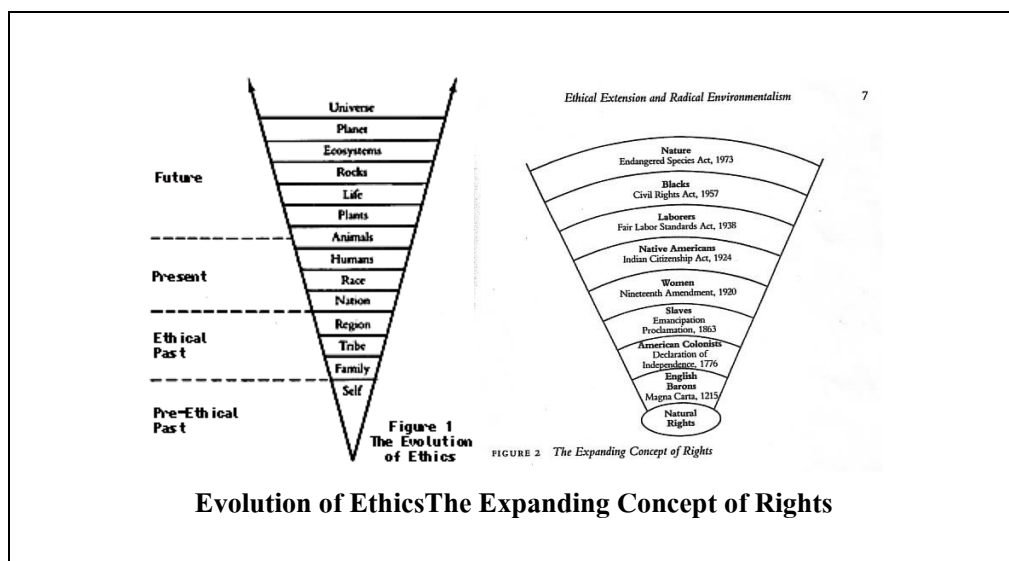 Universe
Planet
Ecosystems
Rocks
Life
Plants
Animals
Humans
Race
Nation
Region
Tribe
Family
Self
Future
Present
Ethical
Past
Pre-Ethical
Past
Figure 1
The Evolution
of Ethics
Ethical Extension and Radical Environmentalism 7
Nature
Endangered Species Act, 1973
Blacks
Civil Rights Act, 1957
Laborers
Fair Labor Standards Act, 1938
Native Americans
Indian Citizenship Act, 1924
Women
Nineteenth Amendment, 1920
Slaves
Emancipation
Proclamation, 1863
American Colonists
Declaration of
Independence, 1776
English
Barons
Magna Carta, 1215
Natural
Rights
FIGURE 2 The Expanding Concept of Rights
Evolution of EthicsThe Expanding Concept of Rights